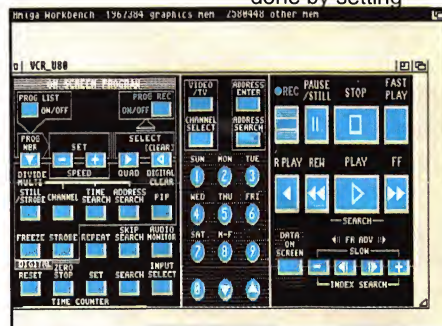 done by setting
Amiga Workbench 1967384 graphics mem 7580448 other mem
VCR_U80
ON SCREEN PROGRAM
PROG LIST
ON/OFF
PROG REC
ON/OFF
PROG NBR
SET
SELECT
[CLEAR]
DIVIDE
SPEED
QUAD
DIGITAL CLEAR
MULTI
STILL/STROBE
CHANNEL
TIME SEARCH
ADDRESS SEARCH
PIP
FREEZE
STROBE
REPEAT
SKIP SEARCH
AUDIO MONITOR
DIGITAL
RESET
ZERO STOP
SET
SEARCH
INPUT SELECT
TIME COUNTER
VIDEO /TV
ADDRESS ENTER
CHANNEL SELECT
ADDRESS SEARCH
SUN MON TUE
1 2 3
WED THU FRI
4 5 6
SAT M-F
7 8 9
0
REC
PAUSE /STILL
STOP
FAST PLAY
R PLAY
REW
PLAY
FF
SEARCH
DATA ON SCREEN
FR ADV
SLOW
INDEX SEARCH